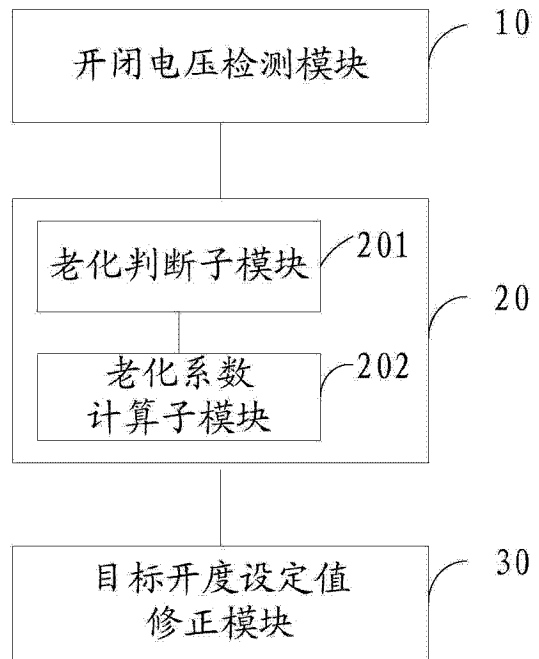 10
开闭电压检测模块
老化判断子模块
201
20
老化系数
计算子模块
202
目标开度设定值
修正模块
30